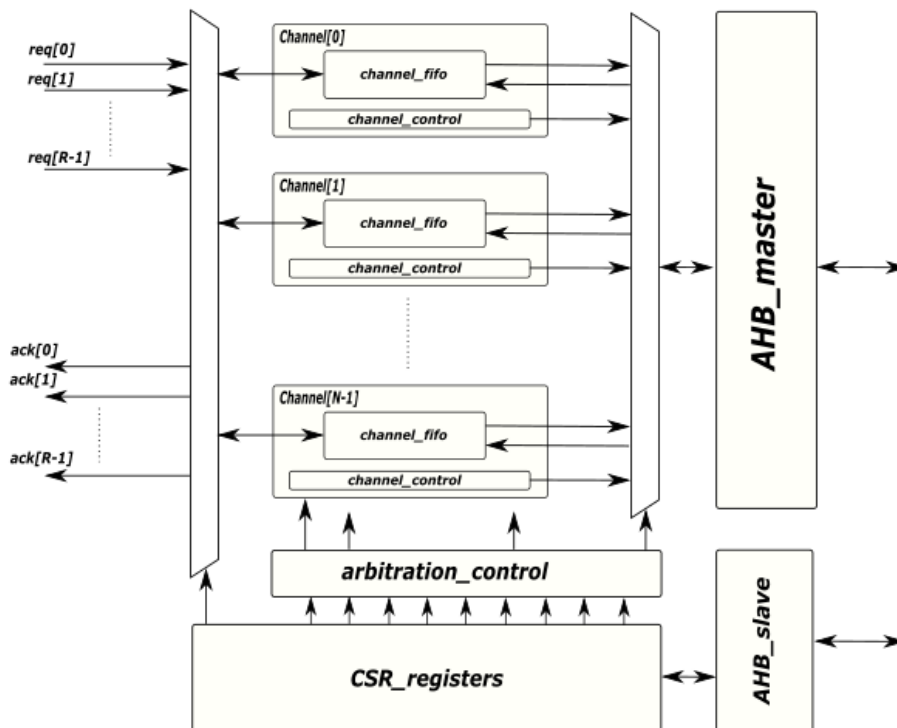 req[0]
req[1]
req[R-1]
ack[0]
ack[1]
ack[R-1]
Channel[0]
channel_fifo
channel_control
Channel[1]
channel_fifo
channel_control
Channel[N-1]
channel_fifo
channel_control
arbitration_control
CSR_registers
AHB_master
AHB_slave